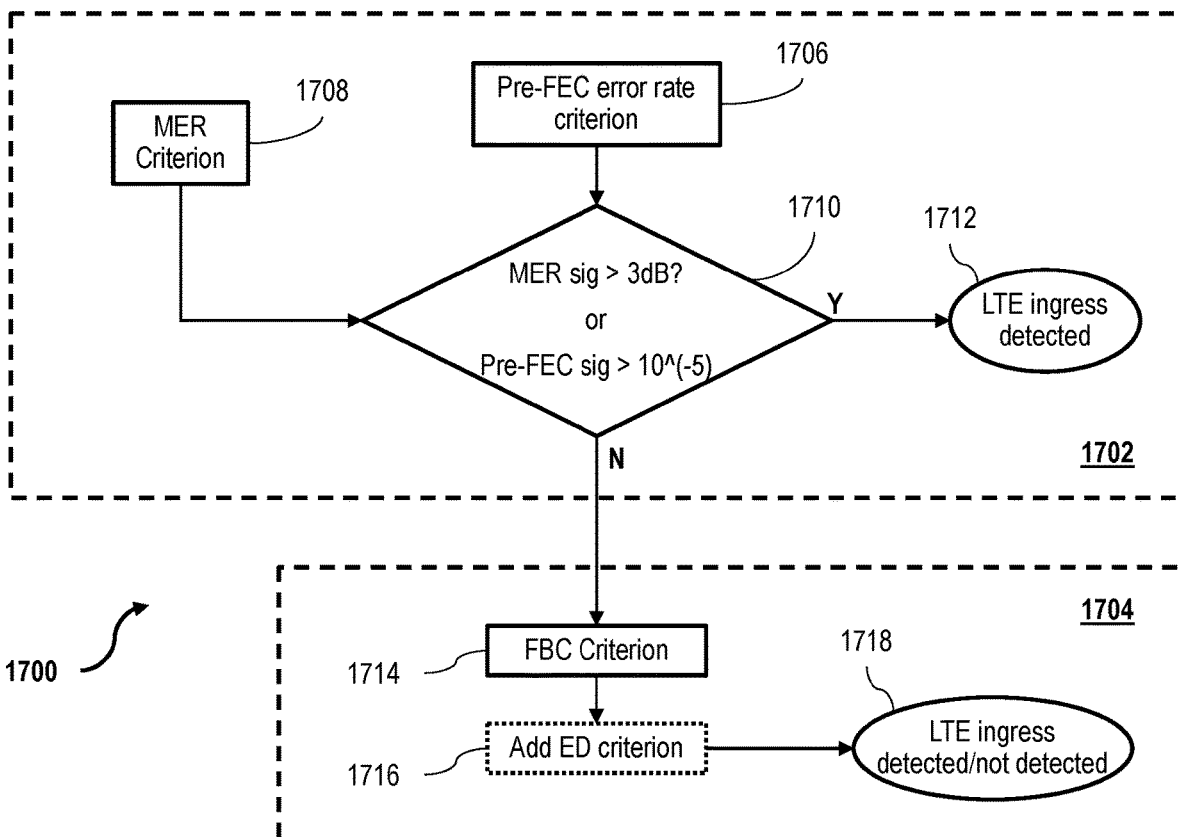 1706
Pre-FEC error rate
criterion
1708
MER
Criterion
1710
1712
MER sig > 3dB?
or
Pre-FEC sig > 10^(-5)
Y
LTE ingress
detected
N
1702
1704
1700
FBC Criterion
1714
1718
Add ED criterion
1716
LTE ingress
detected/not detected